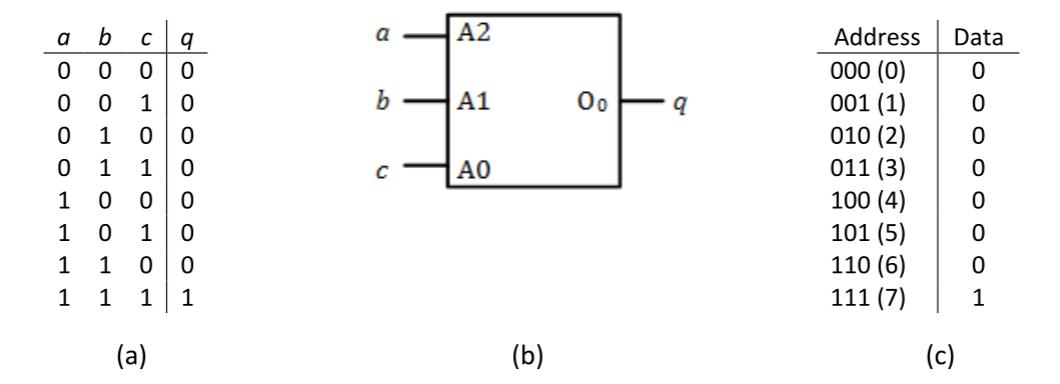 a b c q
0 0 0 0
0 0 1 0
0 1 0 0
0 1 1 0
1 0 0 0
1 0 1 0
1 1 0 0
1 1 1 1
(a)
a A2
b A1 O₀ q
c A0
(b)
Address Data
000 (0) 0
001 (1) 0
010 (2) 0
011 (3) 0
100 (4) 0
101 (5) 0
110 (6) 0
111 (7) 1
(c)